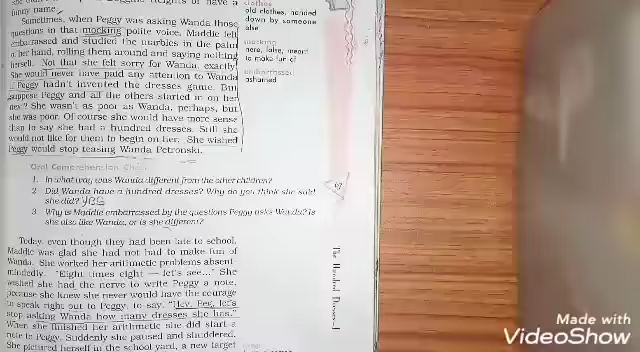 funny name.
Sometimes, when Peggy was asking Wanda those
questions in that mocking polite voice, Maddie felt
embarrassed and studied the marbles in the palm
of her hand, rolling them around and saying nothing
herself. Not that she felt sorry for Wanda, exactly.
She would never have paid any attention to Wanda
if Peggy hadn't invented the dresses game. But
suppose Peggy and all the others started in on her
next? She wasn't as poor as Wanda, perhaps, but
she was poor. Of course she would have more sense
than to say she had a hundred dresses. Still she
would not like for them to begin on her. She wished
Peggy would stop teasing Wanda Petronski.
clothes
old clothes, handed
down by someone
else
mocking
here, fake, meant
to make fun of
embarrassed
ashamed
Oral Comprehension Check
1. In what way was Wanda different from the other children?
2. Did Wanda have a hundred dresses? Why do you think she said
she did? yes
3. Why is Maddie embarrassed by the questions Peggy asks Wanda? Is
she also like Wanda, or is she different?
67
The Hundred Dresses–I
Today, even though they had been late to school,
Maddie was glad she had not had to make fun of
Wanda. She worked her arithmetic problems absent-
mindedly. “Eight times eight — let's see...” She
wished she had the nerve to write Peggy a note,
because she knew she never would have the courage
to speak right out to Peggy, to say, “Hey, Peg, let's
stop asking Wanda how many dresses she has.”
When she finished her arithmetic she did start a
note to Peggy. Suddenly she paused and shuddered.
She pictured herself in the school yard, a new target
Made with
VideoShow